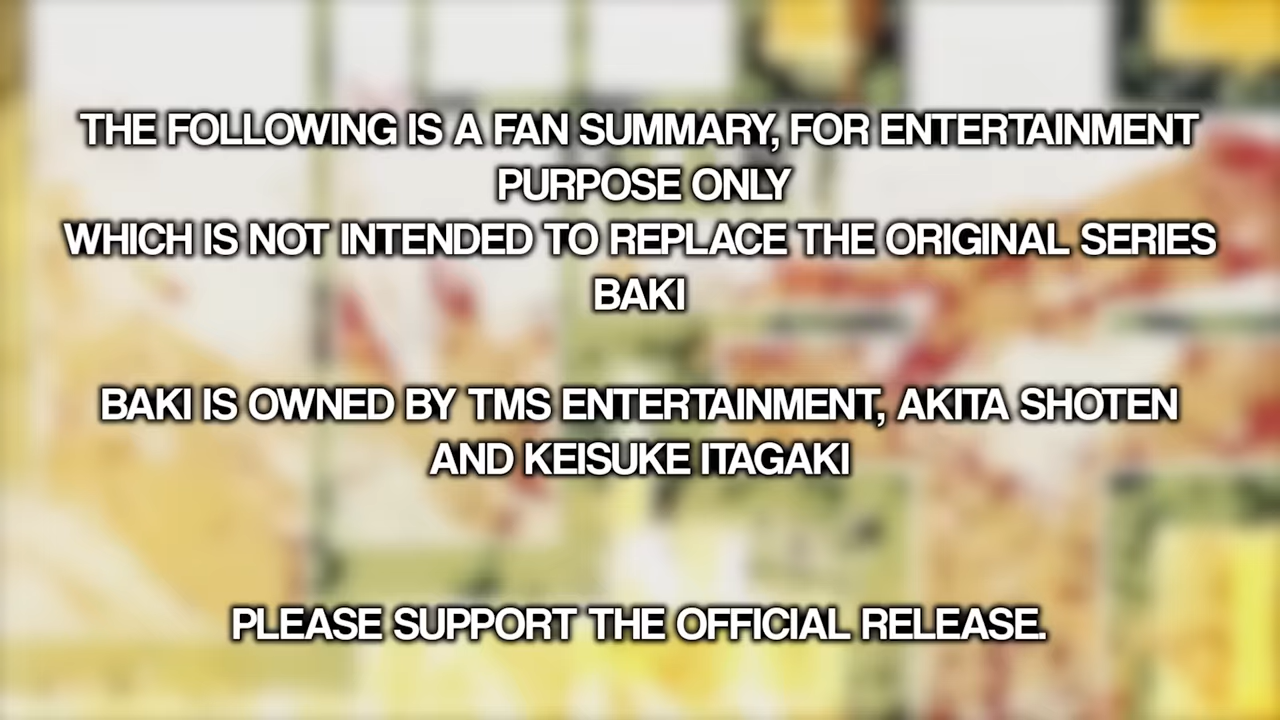 THE FOLLOWING IS A FAN SUMMARY, FOR ENTERTAINMENT
PURPOSE ONLY
WHICH IS NOT INTENDED TO REPLACE THE ORIGINAL SERIES
BAKI
BAKI IS OWNED BY TMS ENTERTAINMENT, AKITA SHOTEN
AND KEISUKE ITAGAKI
PLEASE SUPPORT THE OFFICIAL RELEASE.